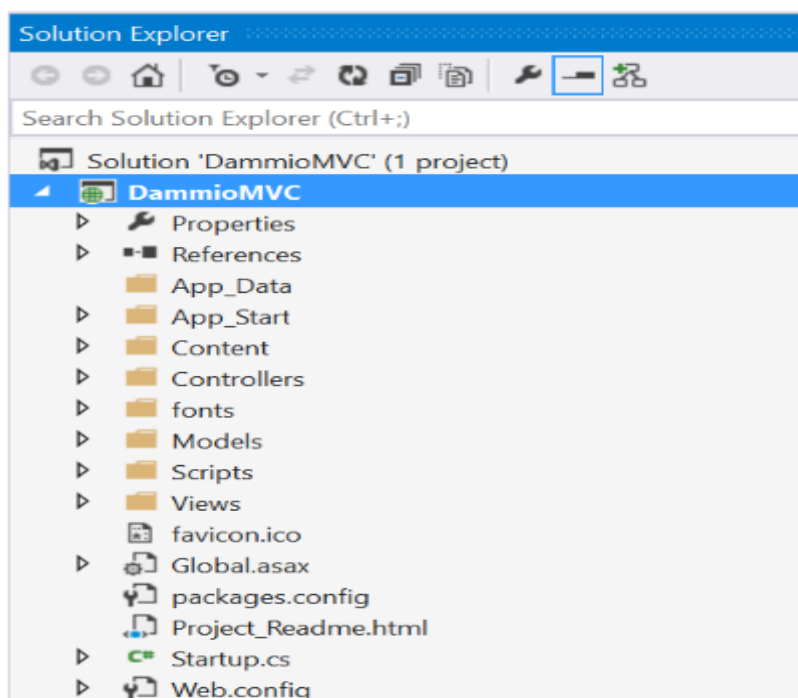 Solution Explorer
Search Solution Explorer (Ctrl+;)
Solution 'DammioMVC' (1 project)
DammioMVC
Properties
References
App_Data
App_Start
Content
Controllers
fonts
Models
Scripts
Views
favicon.ico
Global.asax
packages.config
Project_Readme.html
C# Startup.cs
Web.config